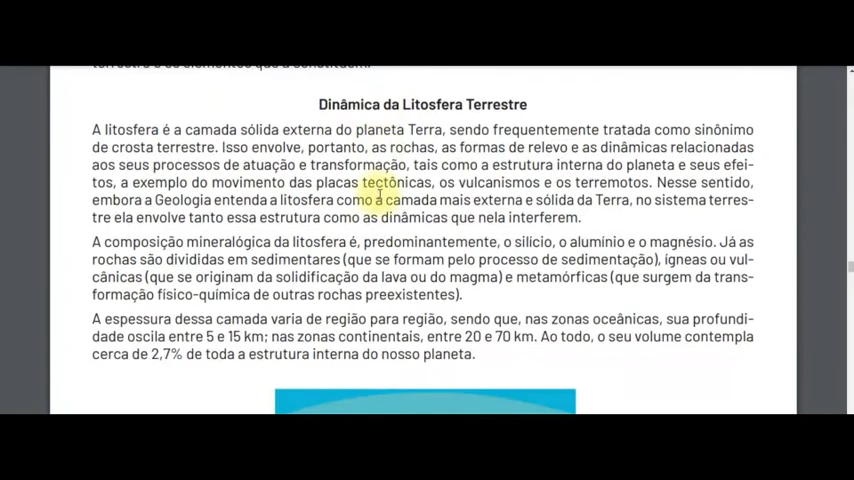 terrestre e os elementos que a constituem.
Dinâmica da Litosfera Terrestre
A litosfera é a camada sólida externa do planeta Terra, sendo frequentemente tratada como sinônimo
de crosta terrestre. Isso envolve, portanto, as rochas, as formas de relevo e as dinâmicas relacionadas
aos seus processos de atuação e transformação, tais como a estrutura interna do planeta e seus efei-
tos, a exemplo do movimento das placas tectônicas, os vulcanismos e os terremotos. Nesse sentido,
embora a Geologia entenda a litosfera como a camada mais externa e sólida da Terra, no sistema terres-
tre ela envolve tanto essa estrutura como as dinâmicas que nela interferem.
A composição mineralógica da litosfera é, predominantemente, o silício, o alumínio e o magnésio. Já as
rochas são divididas em sedimentares (que se formam pelo processo de sedimentação), ígneas ou vul-
cânicas (que se originam da solidificação da lava ou do magma) e metamórficas (que surgem da trans-
formação físico-química de outras rochas preexistentes).
A espessura dessa camada varia de região para região, sendo que, nas zonas oceânicas, sua profundi-
dade oscila entre 5 e 15 km; nas zonas continentais, entre 20 e 70 km. Ao todo, o seu volume contempla
cerca de 2,7% de toda a estrutura interna do nosso planeta.